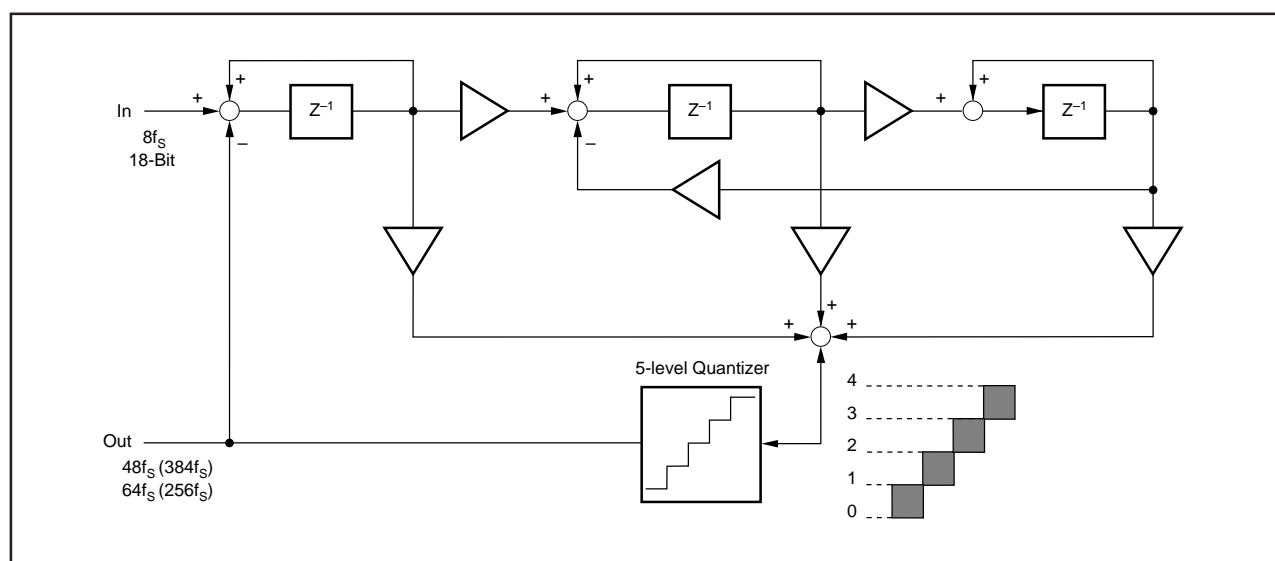 + + +
In + Z⁻¹ + Z⁻¹ + Z⁻¹
8fS – –
18-Bit
+
+ +
5-level Quantizer
4
3
Out 2
48fS (384fS) 1
64fS (256fS) 0